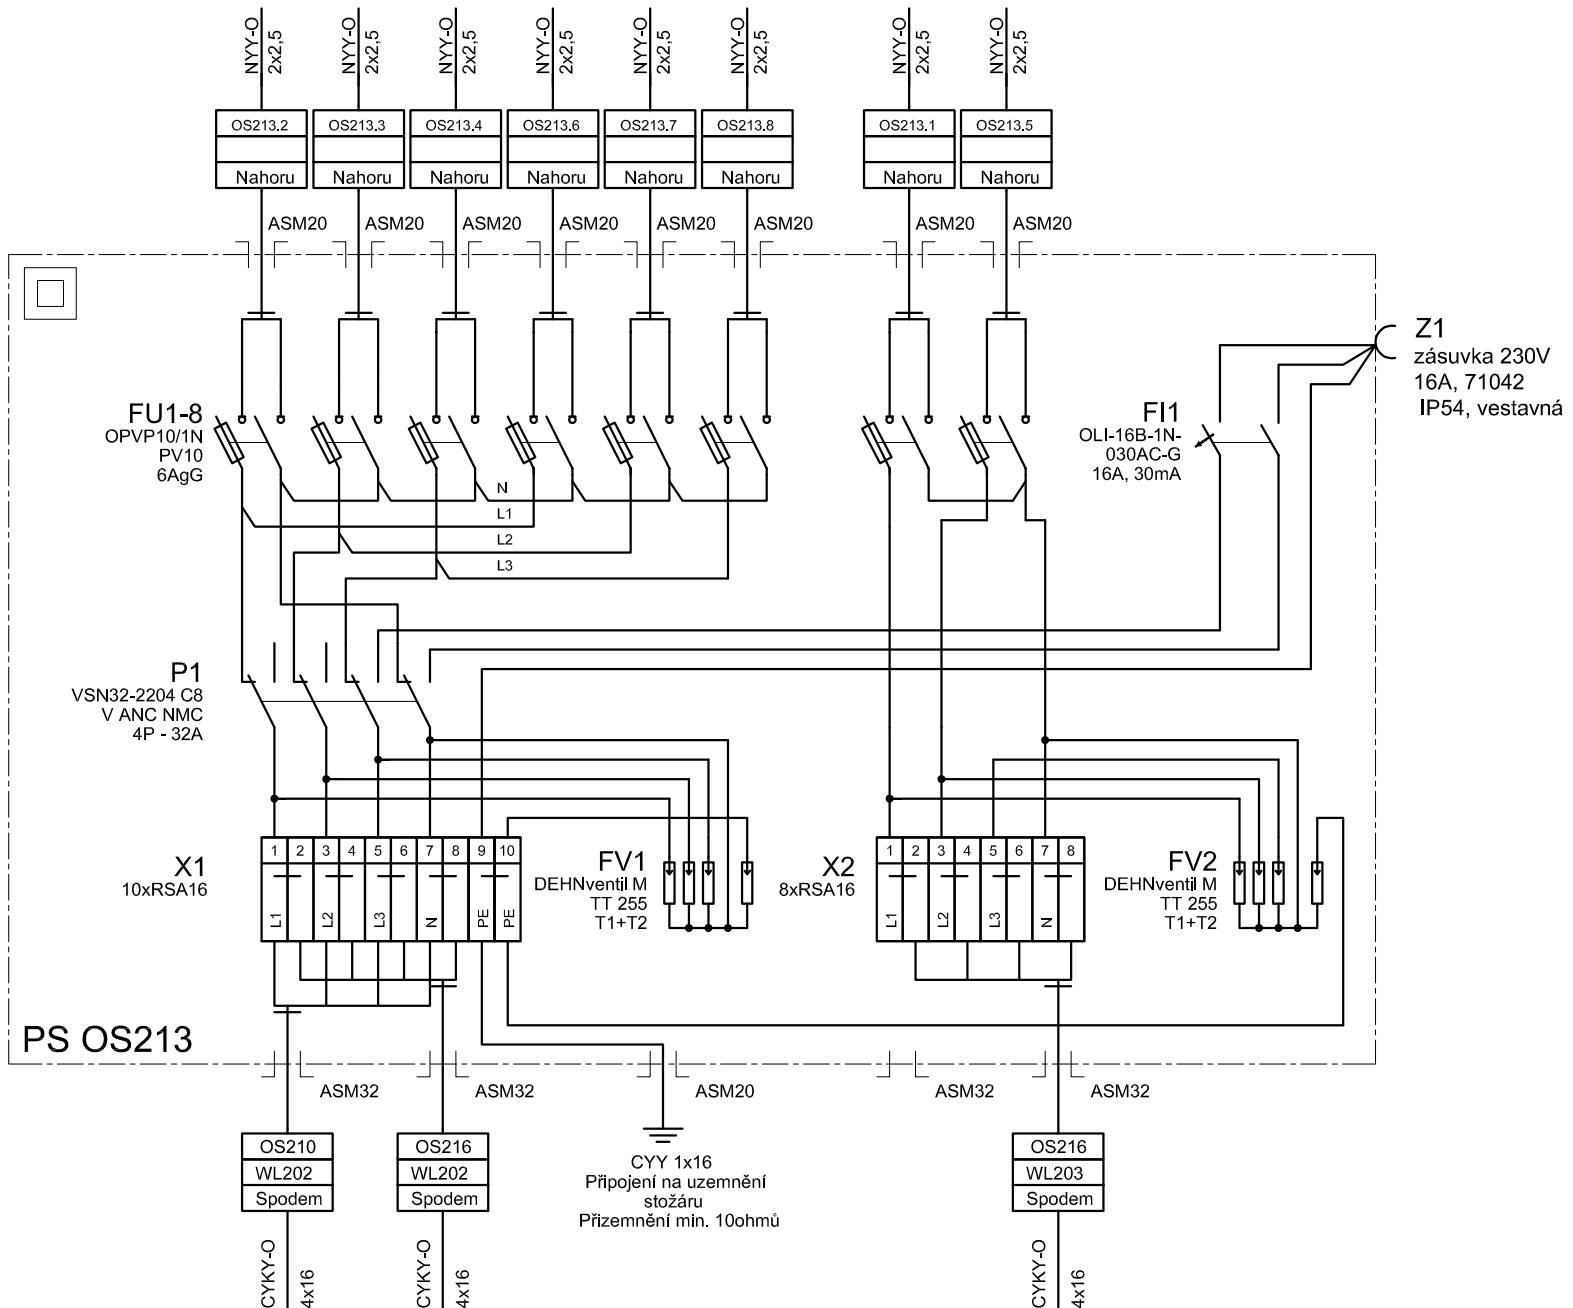 NYY-O
2x2,5
NYY-O
2x2,5
NYY-O
2x2,5
NYY-O
2x2,5
NYY-O
2x2,5
NYY-O
2x2,5
NYY-O
2x2,5
NYY-O
2x2,5
OS213.2
OS213.3
OS213.4
OS213.6
OS213.7
OS213.8
OS213.1
OS213.5
Nahoru
Nahoru
Nahoru
Nahoru
Nahoru
Nahoru
Nahoru
Nahoru
ASM20
ASM20
ASM20
ASM20
ASM20
ASM20
ASM20
ASM20
Z1
zásuvka 230V
16A, 71042
IP54, vestavná
FU1-8
OPVP10/1N
PV10
6AgG
FI1
OLI-16B-1N-
030AC-G
16A, 30mA
N
L1
L2
L3
P1
VSN32-2204 C8
V ANC NMC
4P - 32A
X1
10xRSA16
1 2 3 4 5 6 7 8 9 10
L1 L2 L3 N PE PE
FV1
DEHNventil M
TT 255
T1+T2
X2
8xRSA16
1 2 3 4 5 6 7 8
L1 L2 L3 N
FV2
DEHNventil M
TT 255
T1+T2
PS OS213
ASM32
ASM32
ASM20
ASM32
ASM32
OS210
WL202
Spodem
OS216
WL202
Spodem
CYY 1x16
Připojení na uzemnění
stožáru
Přizemnění min. 10ohmů
OS216
WL203
Spodem
CYKY-O
4x16
CYKY-O
4x16
CYKY-O
4x16